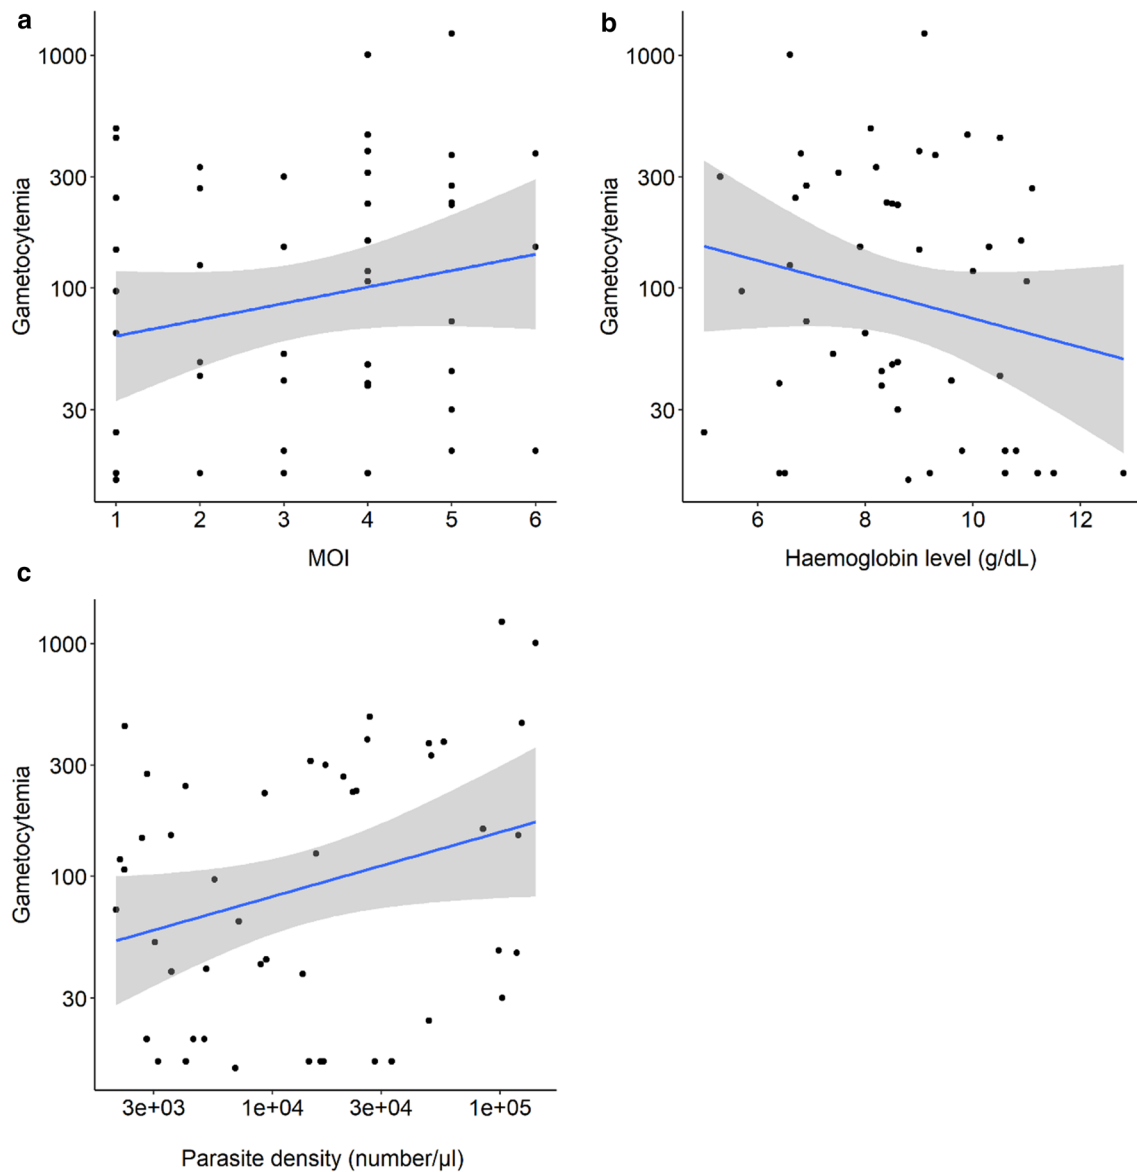 a
1000
300
100
30
Gametocytemia
1 2 3 4 5 6
MOI
b
1000
300
100
30
Gametocytemia
6 8 10 12
Haemoglobin level (g/dL)
c
1000
300
100
30
Gametocytemia
3e+03 1e+04 3e+04 1e+05
Parasite density (number/µl)